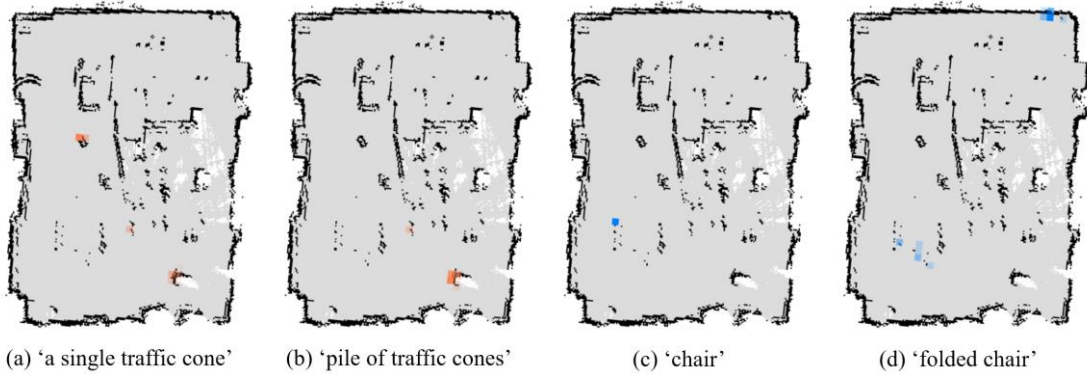 (a) ‘a single traffic cone’ (b) ‘pile of traffic cones’ (c) ‘chair’ (d) ‘folded chair’